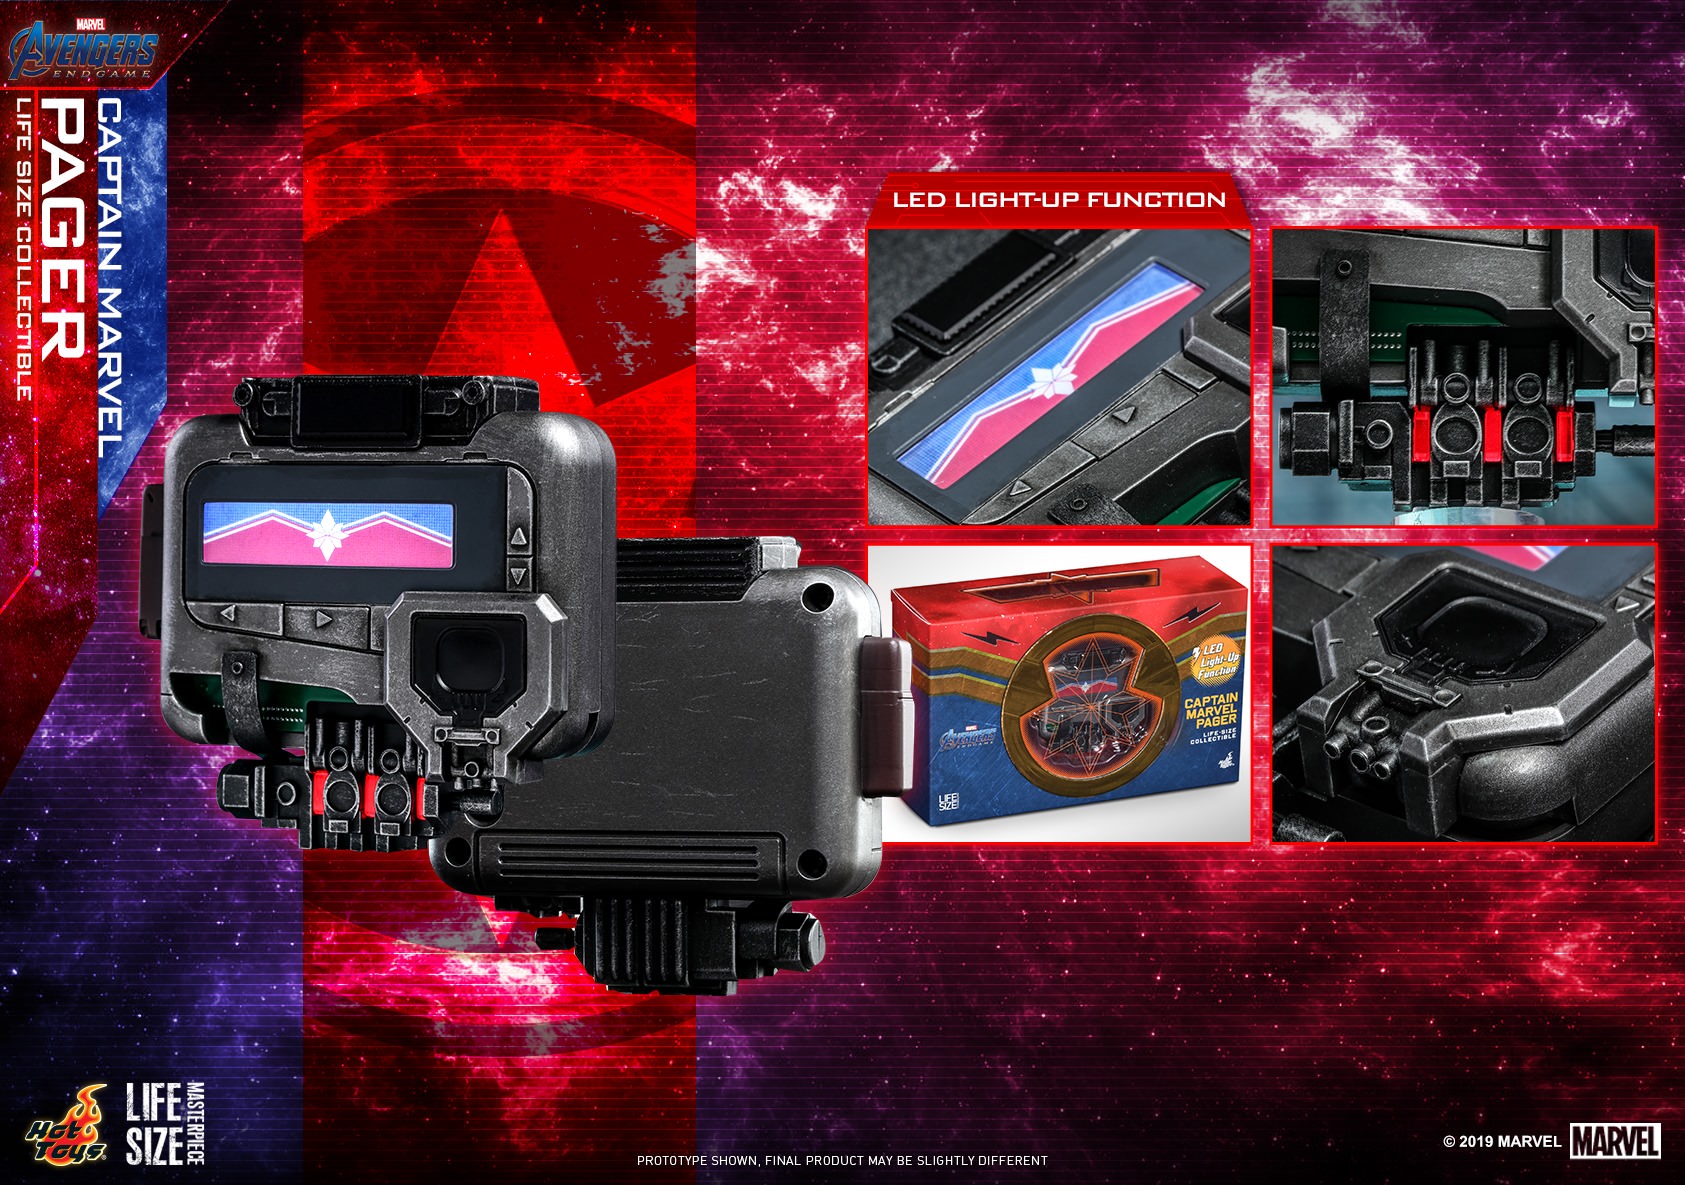 MARVEL
AVENGERS
ENDGAME
CAPTAIN MARVEL
PAGER
LIFE SIZE COLLECTIBLE
LED LIGHT-UP FUNCTION
LED
Light-Up
Function
CAPTAIN
MARVEL
PAGER
LIFE-SIZE
COLLECTIBLE
MARVEL
AVENGERS
ENDGAME
LIFE
SIZE
Hot
Toys
LIFE
SIZE
MASTERPIECE
PROTOTYPE SHOWN, FINAL PRODUCT MAY BE SLIGHTLY DIFFERENT
© 2019 MARVEL
MARVEL